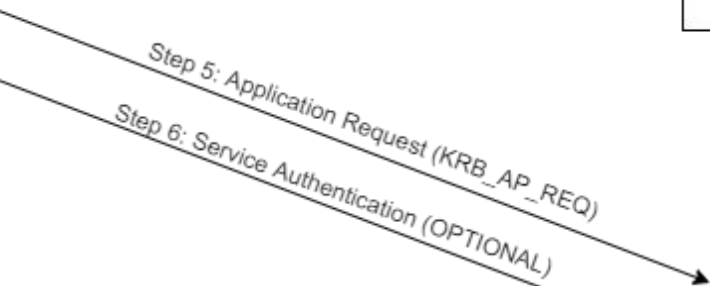 Step 5: Application Request (KRB_AP_REQ)
Step 6: Service Authentication (OPTIONAL)